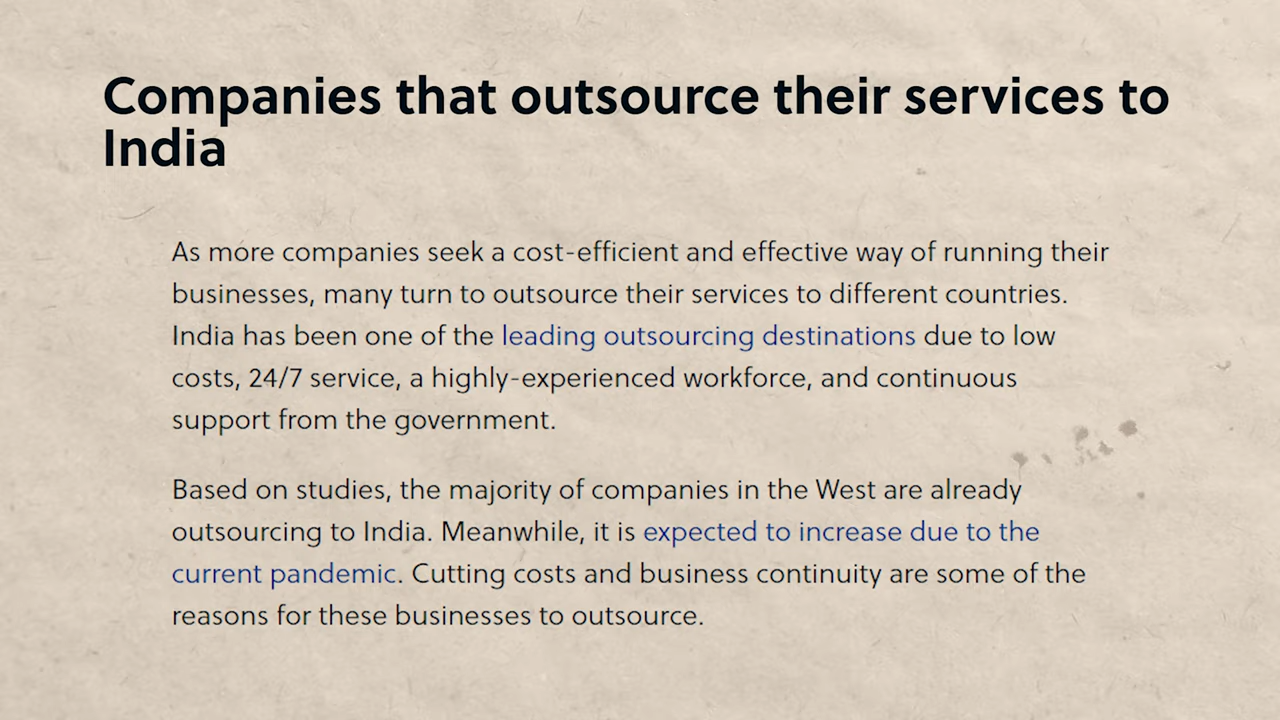 Companies that outsource their services to
India
As more companies seek a cost-efficient and effective way of running their
businesses, many turn to outsource their services to different countries.
India has been one of the leading outsourcing destinations due to low
costs, 24/7 service, a highly-experienced workforce, and continuous
support from the government.
Based on studies, the majority of companies in the West are already
outsourcing to India. Meanwhile, it is expected to increase due to the
current pandemic. Cutting costs and business continuity are some of the
reasons for these businesses to outsource.